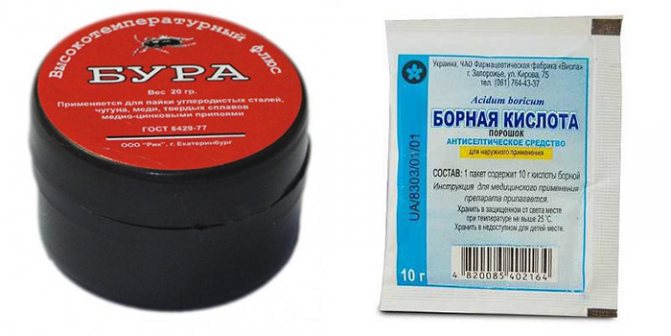 Высокотемпературный флюс
БУРА
Вес 20 гр.
Применяется для пайки углеродистых сталей,
чугуна, меди, твердых сплавов
медно-цинковыми припоями
ГОСТ 8429-77
ООО "Рик", г. Екатеринбург
Украина, ЧАО Фармацевтическая фабрика «Виола»
г. Запорожье, ул. Кирова, 75
тел. (061) 764-43-37
Acidum boricum
БОРНАЯ КИСЛОТА
ПОРОШОК
АНТИСЕПТИЧЕСКОЕ СРЕДСТВО
для наружного применения
СОСТАВ: 1 пакет содержит 10 г кислоты борной
Инструкция для медицинского применения
препарата прилагается.
Хранить в защищенном от света месте
при температуре не выше 25°С.
Хранить в недоступном для детей месте.
UA/8303/01/01
10 г
4 820085 402164